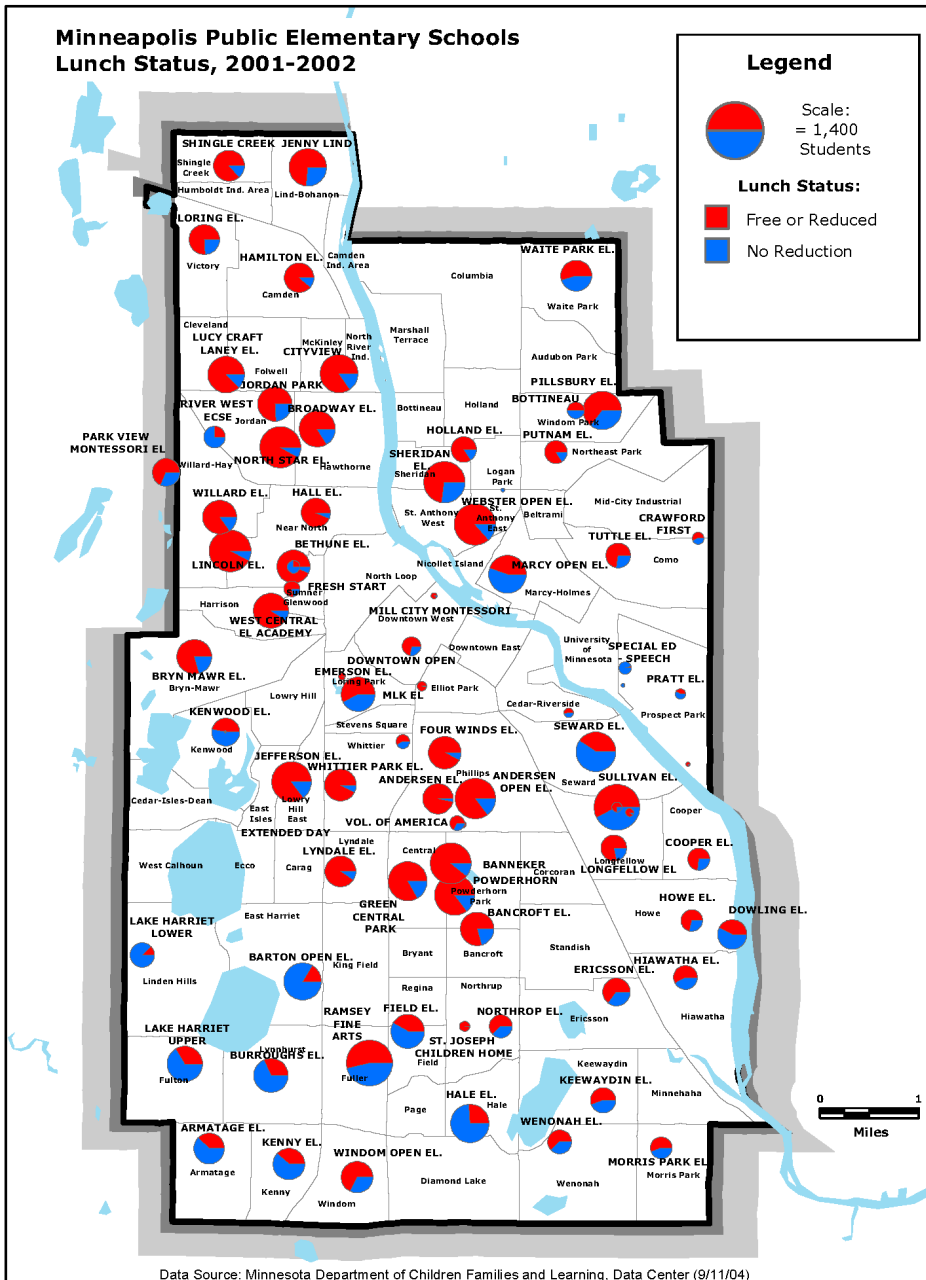 Minneapolis Public Elementary Schools
Lunch Status, 2001-2002
Legend
Scale:
= 1,400
Students
Lunch Status:
Free or Reduced
No Reduction
SHINGLE CREEK
JENNY LIND
Shingle
Creek
Humboldt Ind. Area
Lind-Bohanon
LORING EL.
Victory
HAMILTON EL.
Camden
Camden
Ind. Area
Columbia
WAITE PARK EL.
Waite Park
Cleveland
LUCY CRAFT
LANEY EL.
Folwell
McKinley
CITYVIEW
North
River
Ind.
Marshall
Terrace
Audubon Park
JORDAN PARK
RIVER WEST
ECSE
Jordan
BROADWAY EL.
Bottineau
Holland
PILLSBURY EL.
BOTTINEAU
Windom Park
PARK VIEW
MONTESSORI EL
Willard-Hay
NORTH STAR EL.
Hawthorne
HOLLAND EL.
PUTNAM EL.
Northeast Park
SHERIDAN
EL.
Sheridan
Logan
Park
WILLARD EL.
HALL EL.
Near North
St. Anthony
West
WEBSTER OPEN EL.
St.
Anthony
East
Beltrami
Mid-City Industrial
CRAWFORD
FIRST
LINCOLN EL.
BETHUNE EL.
TUTTLE EL.
Como
Nicollet Island
MARCY OPEN EL.
Marcy-Holmes
North Loop
FRESH START
Sumner
Glenwood
Harrison
WEST CENTRAL
EL ACADEMY
MILL CITY MONTESSORI
Downtown West
Downtown East
University
of
Minnesota
SPECIAL ED
- SPEECH
BRYN MAWR EL.
Bryn-Mawr
DOWNTOWN OPEN
EMERSON EL.
Loring Park
MLK EL
Elliot Park
PRATT EL.
Prospect Park
Lowry Hill
KENWOOD EL.
Kenwood
Stevens Square
Whittier
Cedar-Riverside
FOUR WINDS EL.
SEWARD EL.
Seward
JEFFERSON EL.
WHITTIER PARK EL.
ANDERSEN EL.
Phillips
ANDERSEN
OPEN EL.
SULLIVAN EL.
Cedar-Isles-Dean
East
Isles
Lowry
Hill
East
Cooper
EXTENDED DAY
VOL. OF AMERICA
West Calhoun
Ecco
Carag
Lyndale
LYNDALE EL.
Central
BANNEKER
POWDERHORN
Powderhorn
Park
Corcoran
Longfellow
LONGFELLOW EL
COOPER EL.
GREEN
CENTRAL
PARK
BANCROFT EL.
Bancroft
East Harriet
HOWE EL.
Howe
DOWLING EL.
LAKE HARRIET
LOWER
Linden Hills
BARTON OPEN EL.
King Field
Bryant
Standish
HIAWATHA EL.
Hiawatha
Regina
Northrup
ERICSSON EL.
Ericsson
RAMSEY
FINE
ARTS
FIELD EL.
NORTHROP EL.
LAKE HARRIET
UPPER
Fulton
Lynnhurst
BURROUGHS EL.
Fuller
ST. JOSEPH
CHILDREN HOME
Field
Keewaydin
KEEWAYDIN EL.
Minnehaha
Page
HALE EL.
Hale
WENONAH EL.
ARMATAGE EL.
Armatage
KENNY EL.
Kenny
WINDOM OPEN EL.
Windom
Diamond Lake
Wenonah
MORRIS PARK EL
Morris Park
0 1
Miles
Data Source: Minnesota Department of Children Families and Learning, Data Center (9/11/04)